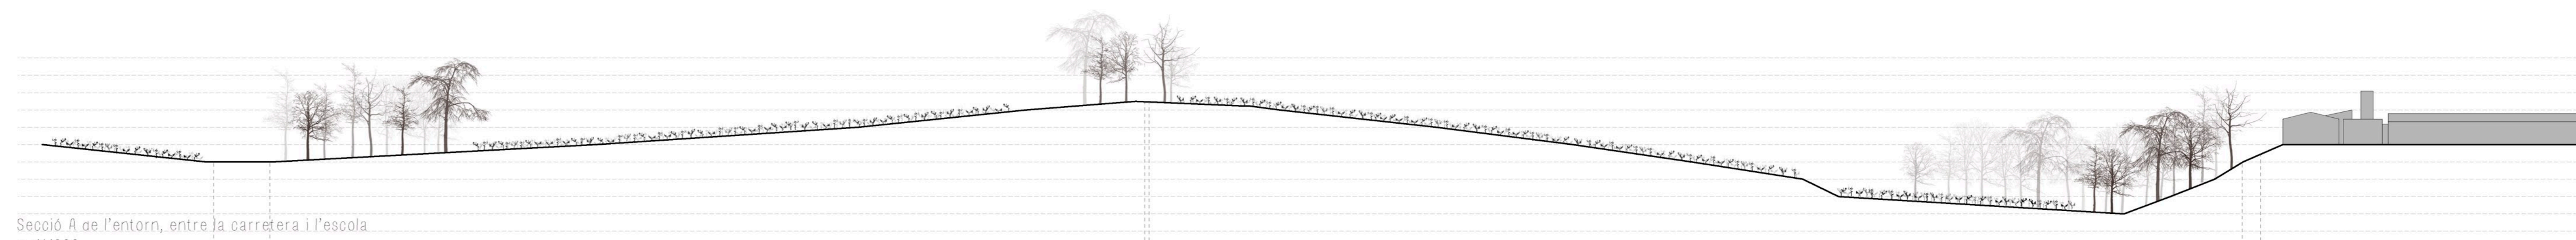 Secció A de l'entorn, entre la carretera i l'escola